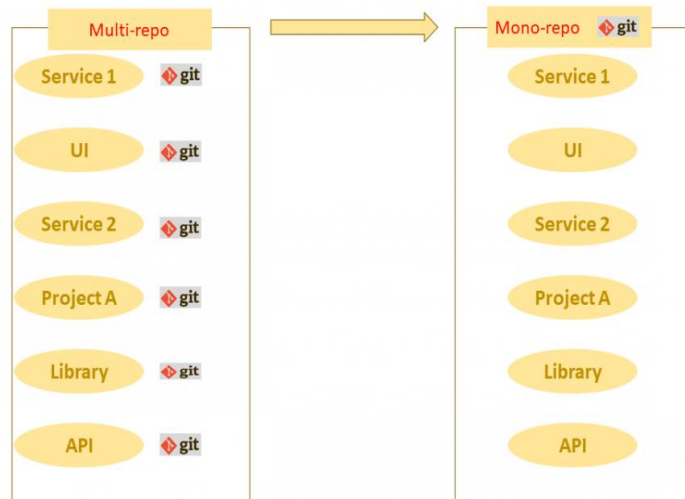 Multi-repo
Service 1 git
UI git
Service 2 git
Project A git
Library git
API git
Mono-repo git
Service 1
UI
Service 2
Project A
Library
API